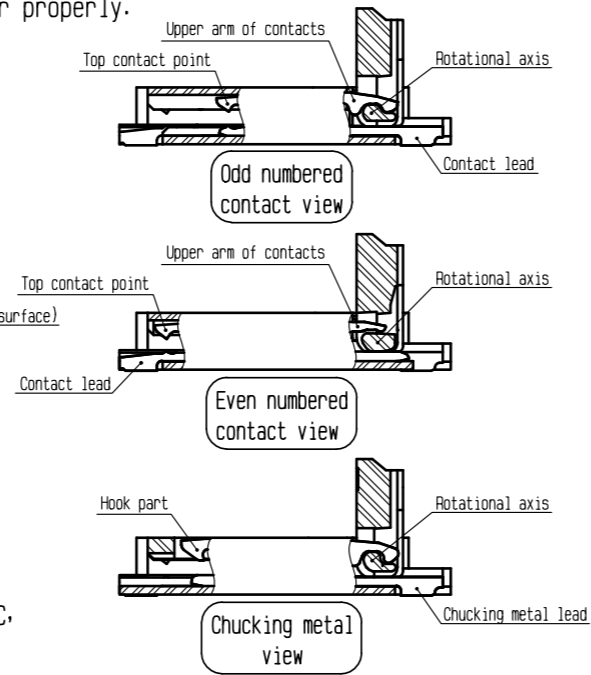 r properly.
Upper arm of contacts
Top contact point
Rotational axis
Contact lead
Odd numbered
contact view
Upper arm of contacts
Top contact point
Rotational axis
surface)
Contact lead
Even numbered
contact view
Hook part
Rotational axis
C,
Chucking metal lead
Chucking metal
view